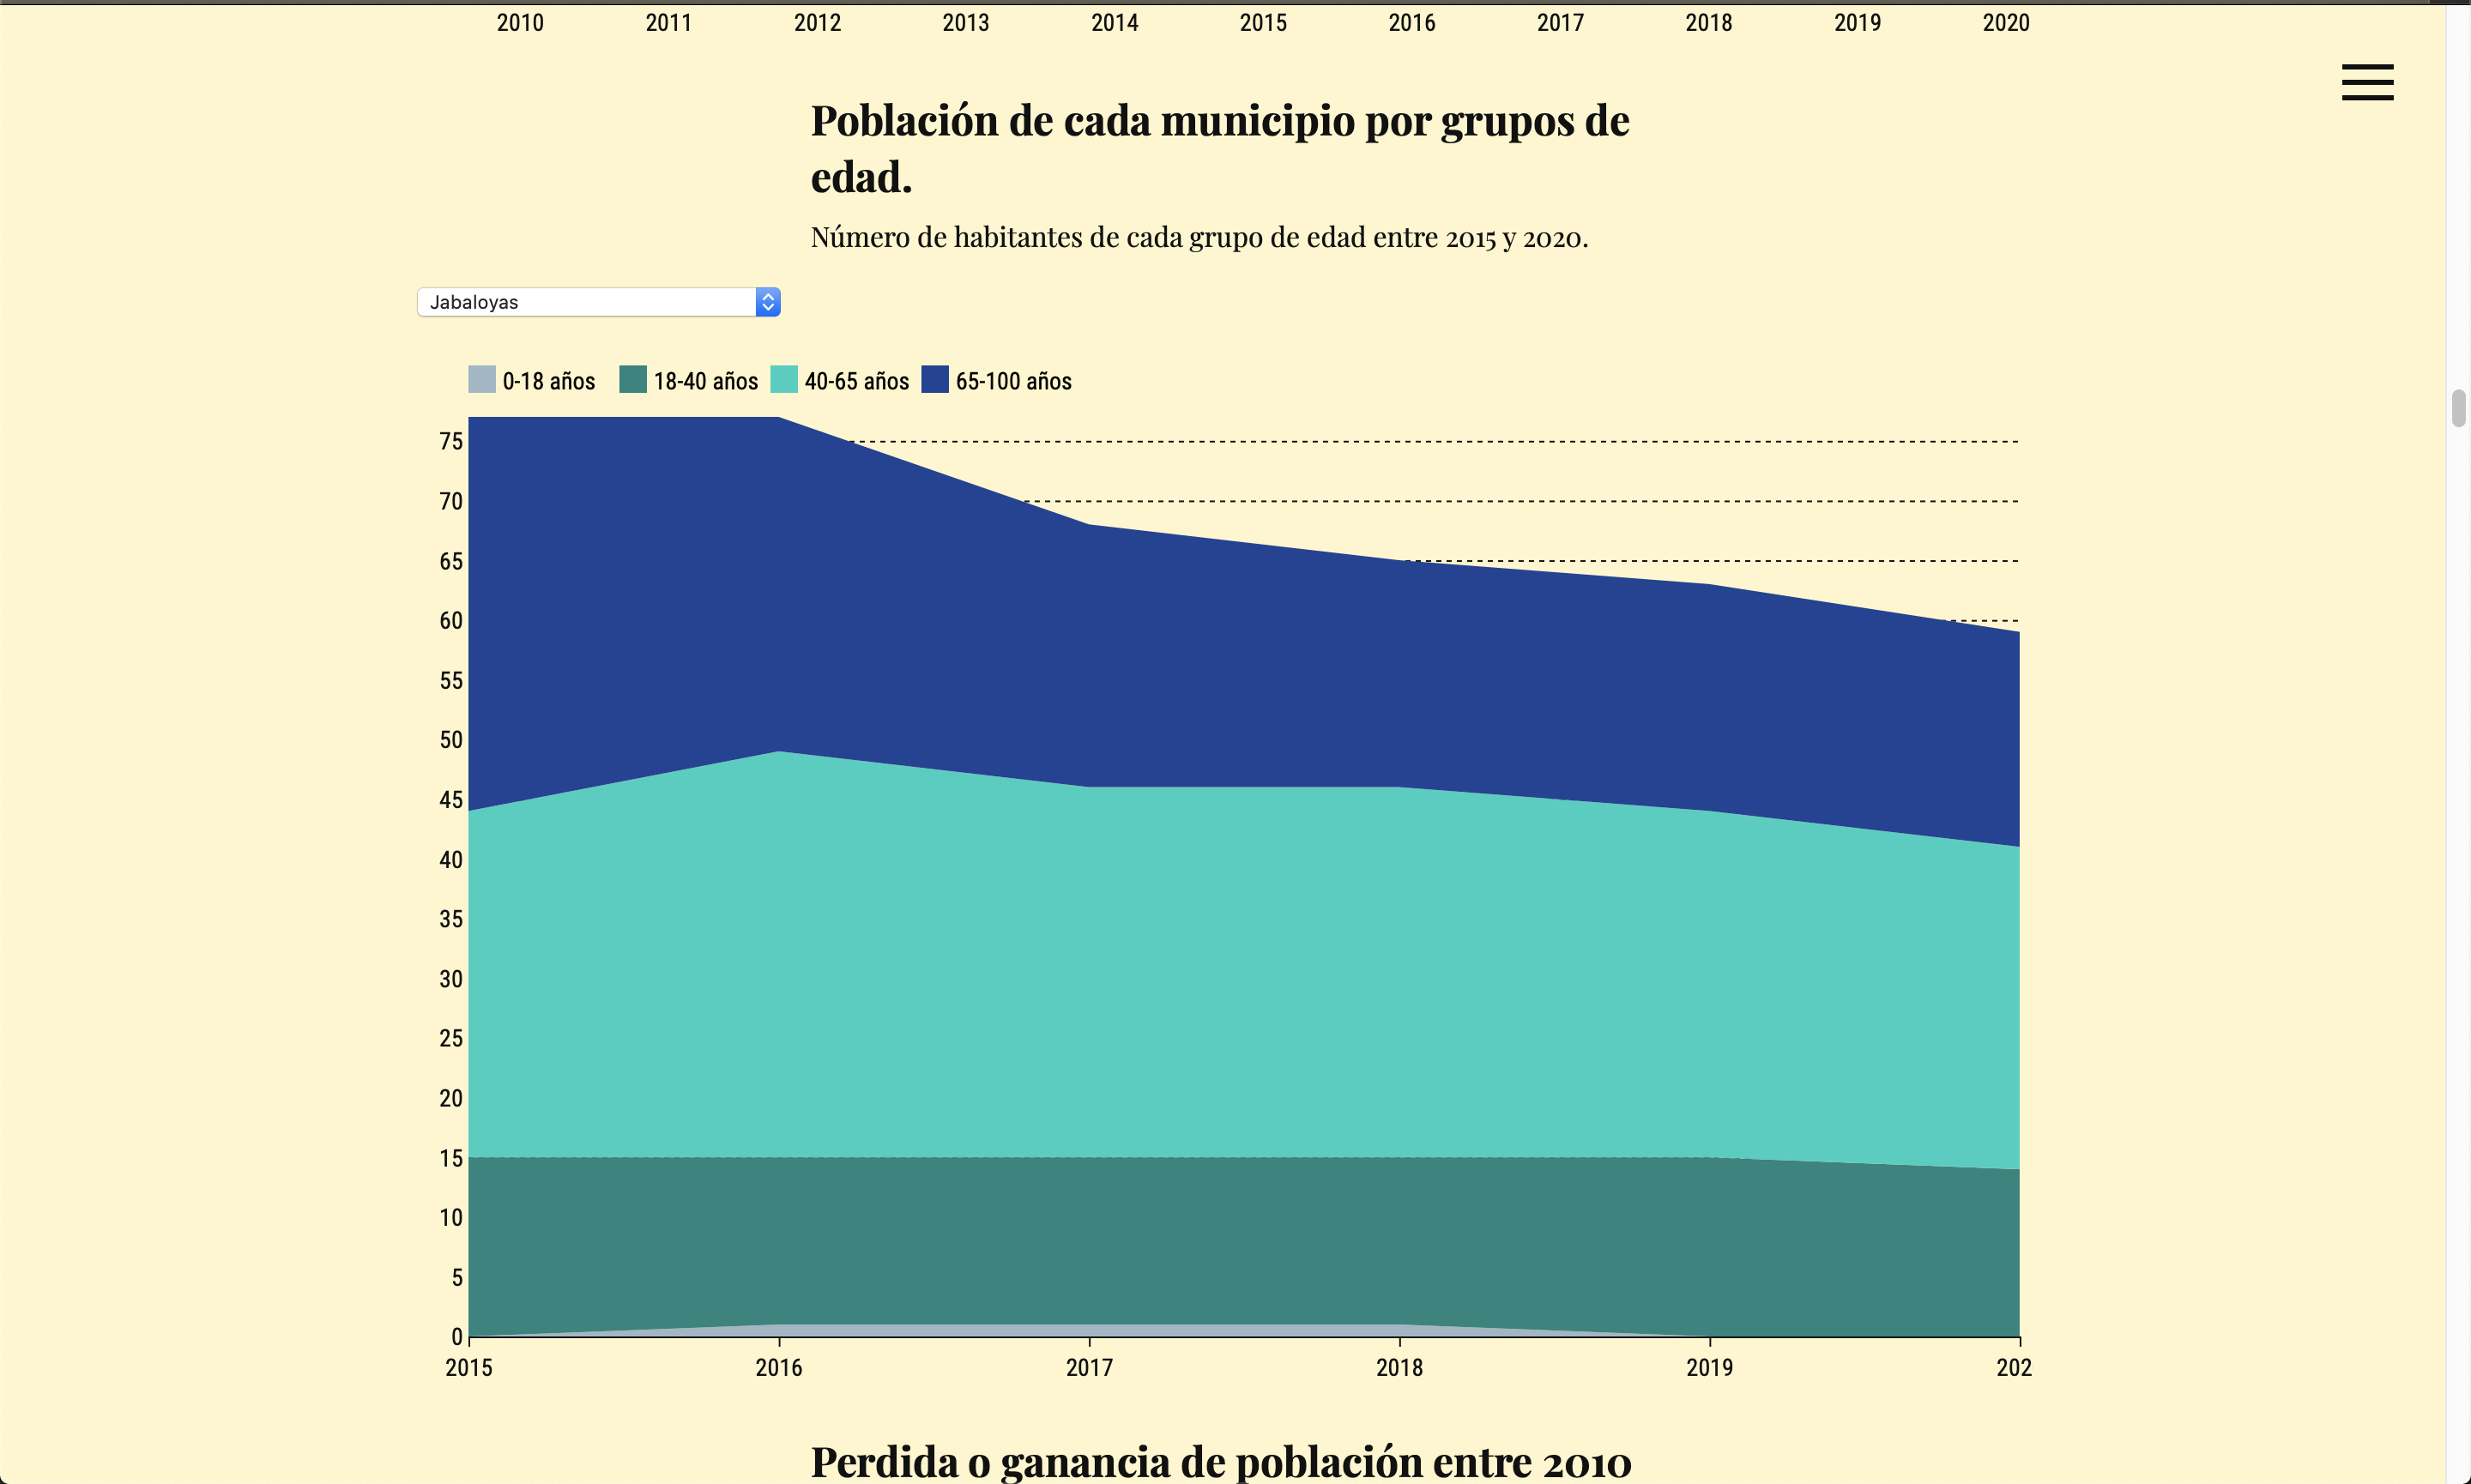 2010 2011 2012 2013 2014 2015 2016 2017 2018 2019 2020
Población de cada municipio por grupos de
edad.
Número de habitantes de cada grupo de edad entre 2015 y 2020.
Jabaloyas
0-18 años 18-40 años 40-65 años 65-100 años
75
70
65
60
55
50
45
40
35
30
25
20
15
10
5
0
2015 2016 2017 2018 2019 202
Perdida o ganancia de población entre 2010